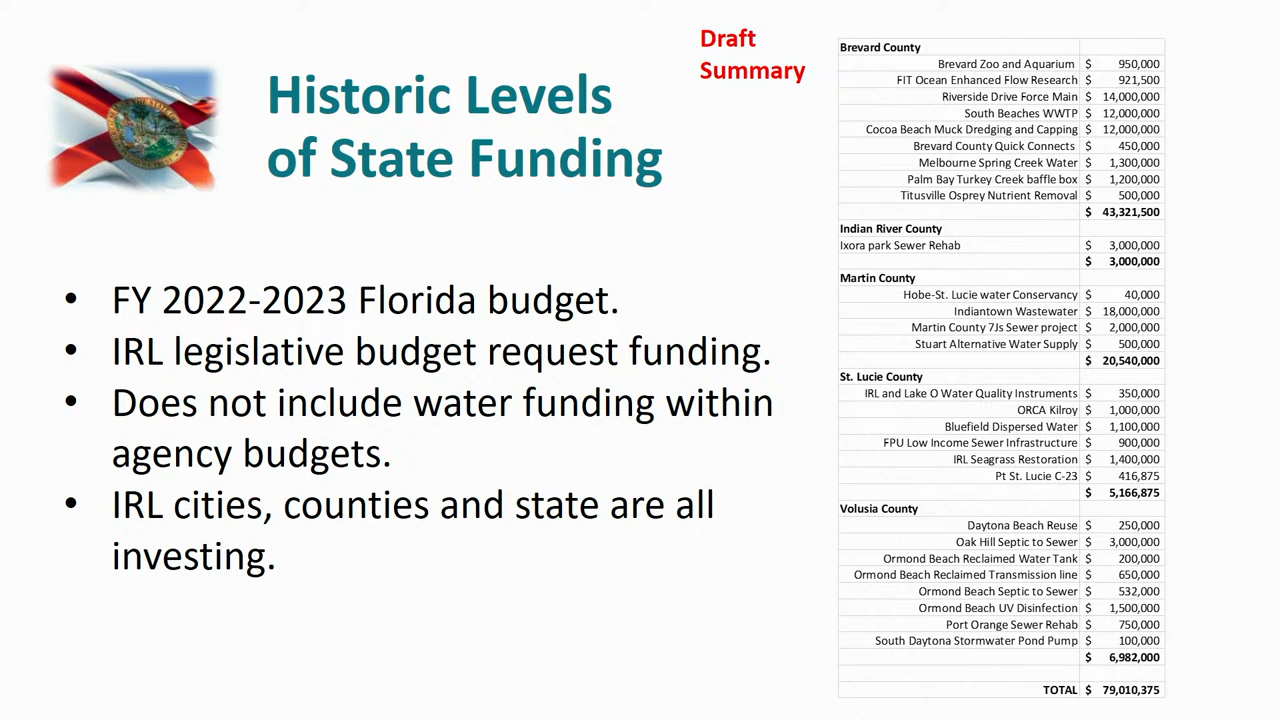 Draft
Summary
Historic Levels
of State Funding
• FY 2022-2023 Florida budget.
• IRL legislative budget request funding.
• Does not include water funding within
agency budgets.
• IRL cities, counties and state are all
investing.
Brevard County
Brevard Zoo and Aquarium $ 950,000
FIT Ocean Enhanced Flow Research $ 921,500
Riverside Drive Force Main $ 14,000,000
South Beaches WWTP $ 12,000,000
Cocoa Beach Muck Dredging and Capping $ 12,000,000
Brevard County Quick Connects $ 450,000
Melbourne Spring Creek Water $ 1,300,000
Palm Bay Turkey Creek baffle box $ 1,200,000
Titusville Osprey Nutrient Removal $ 500,000
$ 43,321,500
Indian River County
Ixora park Sewer Rehab $ 3,000,000
$ 3,000,000
Martin County
Hobe-St. Lucie water Conservancy $ 40,000
Indiantown Wastewater $ 18,000,000
Martin County 7Js Sewer project $ 2,000,000
Stuart Alternative Water Supply $ 500,000
$ 20,540,000
St. Lucie County
IRL and Lake O Water Quality Instruments $ 350,000
ORCA Kilroy $ 1,000,000
Bluefield Dispersed Water $ 1,100,000
FPU Low Income Sewer Infrastructure $ 900,000
IRL Seagrass Restoration $ 1,400,000
Pt St. Lucie C-23 $ 416,875
$ 5,166,875
Volusia County
Daytona Beach Reuse $ 250,000
Oak Hill Septic to Sewer $ 3,000,000
Ormond Beach Reclaimed Water Tank $ 200,000
Ormond Beach Reclaimed Transmission line $ 650,000
Ormond Beach Septic to Sewer $ 532,000
Ormond Beach UV Disinfection $ 1,500,000
Port Orange Sewer Rehab $ 750,000
South Daytona Stormwater Pond Pump $ 100,000
$ 6,982,000
TOTAL $ 79,010,375